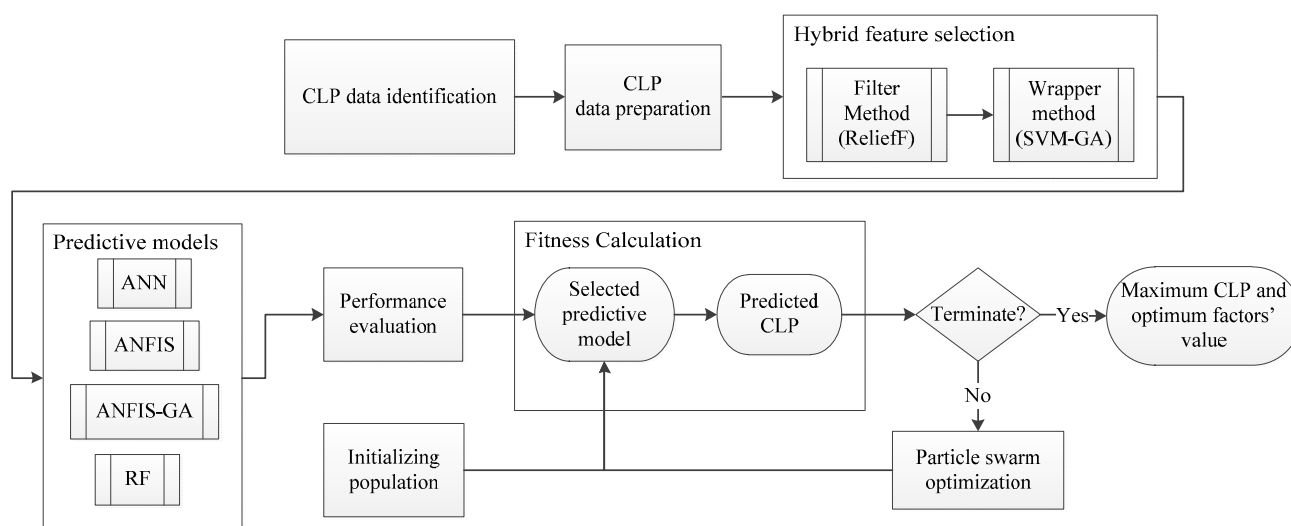 Hybrid feature selection
CLP data identification
CLP
data preparation
Filter
Method
(ReliefF)
Wrapper
method
(SVM-GA)
Predictive models
ANN
ANFIS
ANFIS-GA
RF
Performance
evaluation
Fitness Calculation
Selected
predictive
model
Predicted
CLP
Terminate?
Yes
Maximum CLP and
optimum factors’
value
No
Initializing
population
Particle swarm
optimization